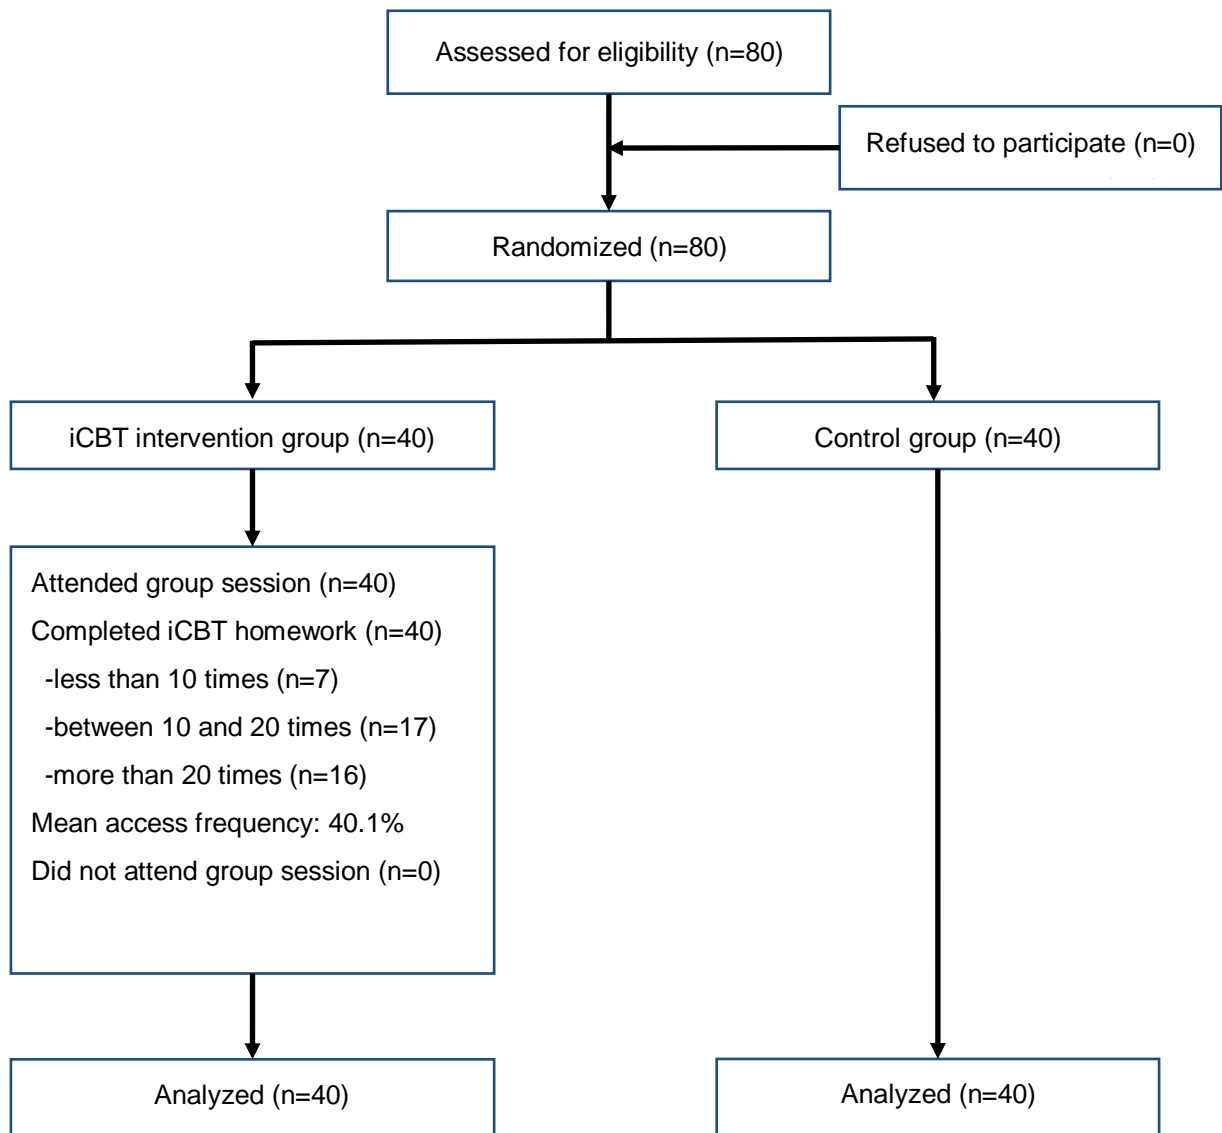 Assessed for eligibility (n=80)
Refused to participate (n=0)
Randomized (n=80)
iCBT intervention group (n=40)
Control group (n=40)
Attended group session (n=40)
Completed iCBT homework (n=40)
-less than 10 times (n=7)
-between 10 and 20 times (n=17)
-more than 20 times (n=16)
Mean access frequency: 40.1%
Did not attend group session (n=0)
Analyzed (n=40)
Analyzed (n=40)